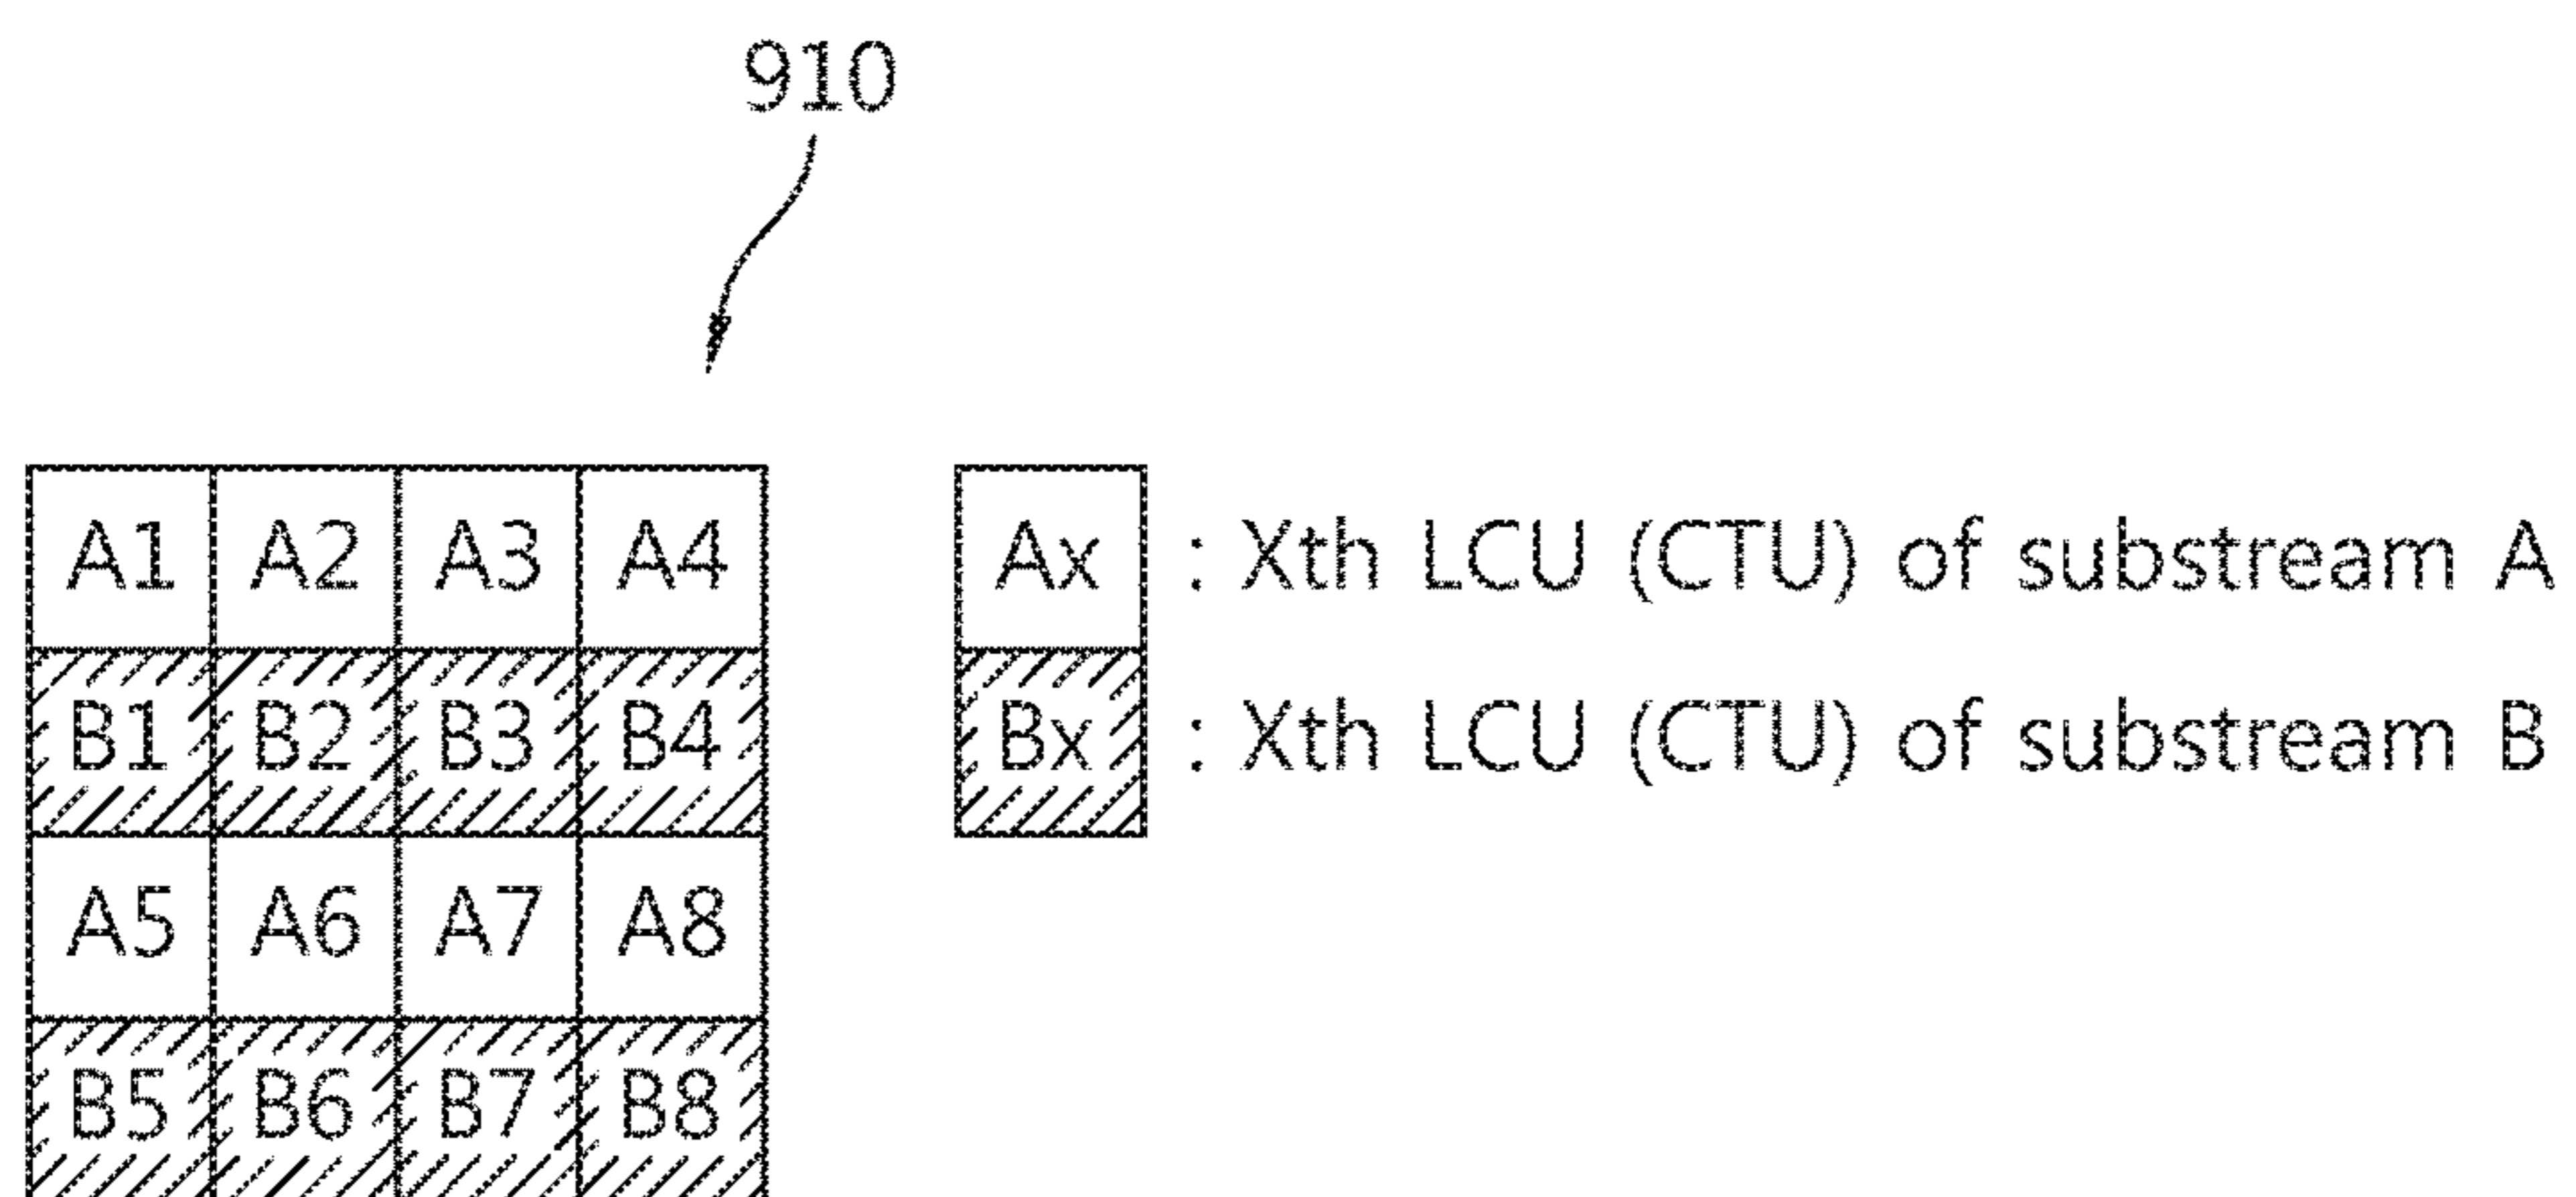 910
A1 A2 A3 A4 Ax : Xth LCU (CTU) of substream A
B1 B2 B3 B4 Bx : Xth LCU (CTU) of substream B
A5 A6 A7 A8
B5 B6 B7 B8